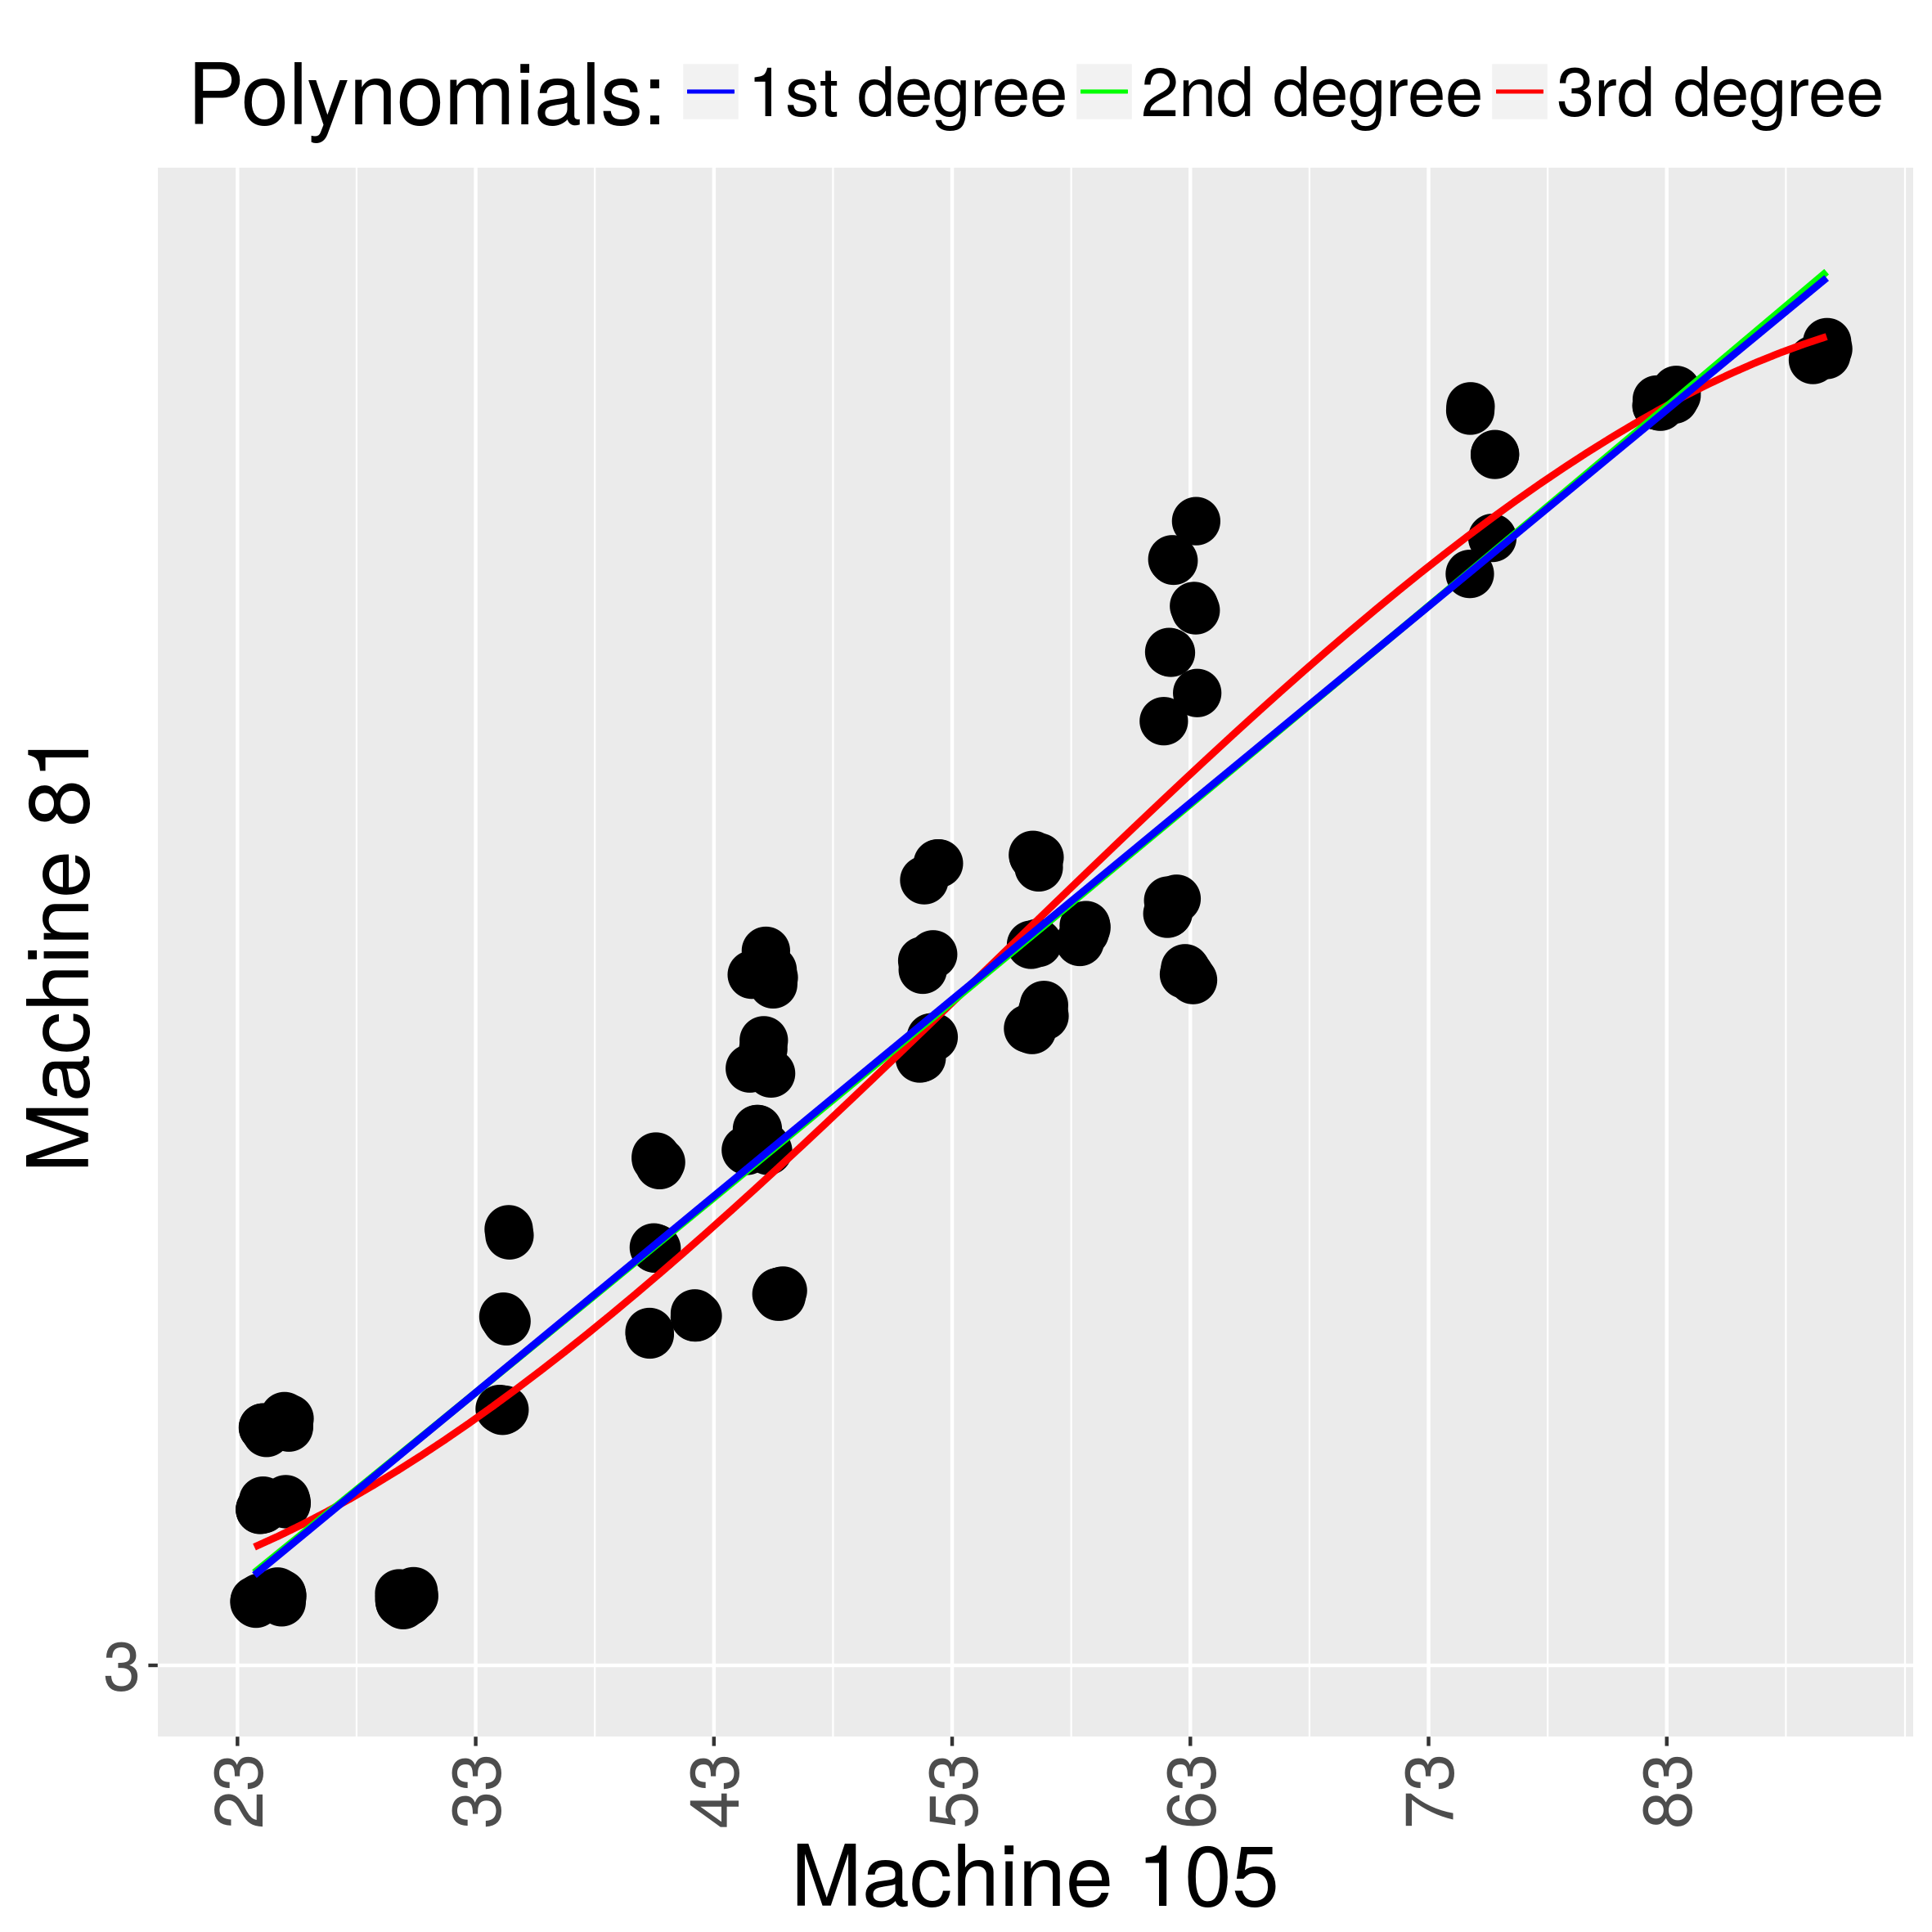 Polynomials: 1st degree 2nd degree 3rd degree
Machine 81
3
23 33 43 53 63 73 83
Machine 105